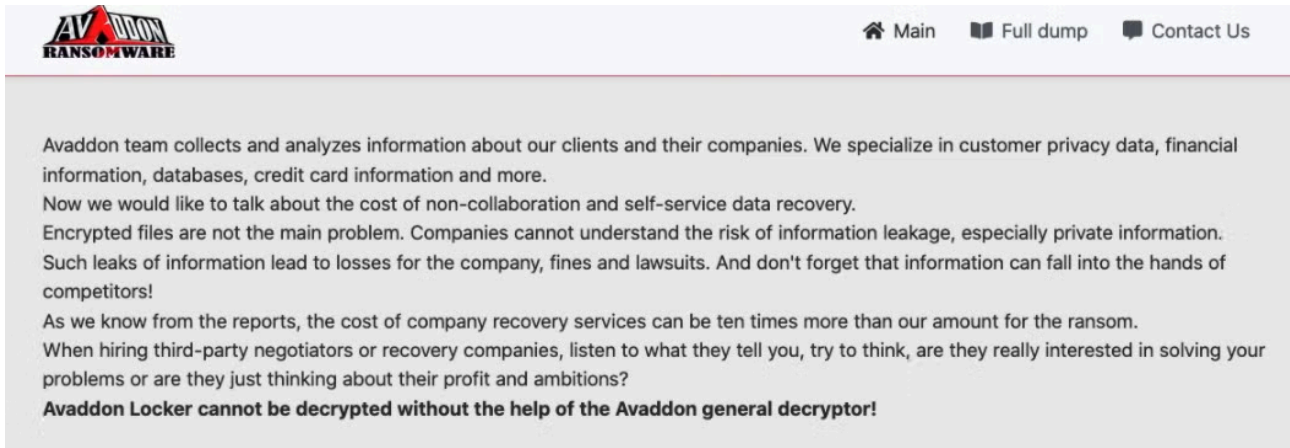 AVADDON
RANSOMWARE
Main
Full dump
Contact Us
Avaddon team collects and analyzes information about our clients and their companies. We specialize in customer privacy data, financial
information, databases, credit card information and more.
Now we would like to talk about the cost of non-collaboration and self-service data recovery.
Encrypted files are not the main problem. Companies cannot understand the risk of information leakage, especially private information.
Such leaks of information lead to losses for the company, fines and lawsuits. And don't forget that information can fall into the hands of
competitors!
As we know from the reports, the cost of company recovery services can be ten times more than our amount for the ransom.
When hiring third-party negotiators or recovery companies, listen to what they tell you, try to think, are they really interested in solving your
problems or are they just thinking about their profit and ambitions?
Avaddon Locker cannot be decrypted without the help of the Avaddon general decryptor!